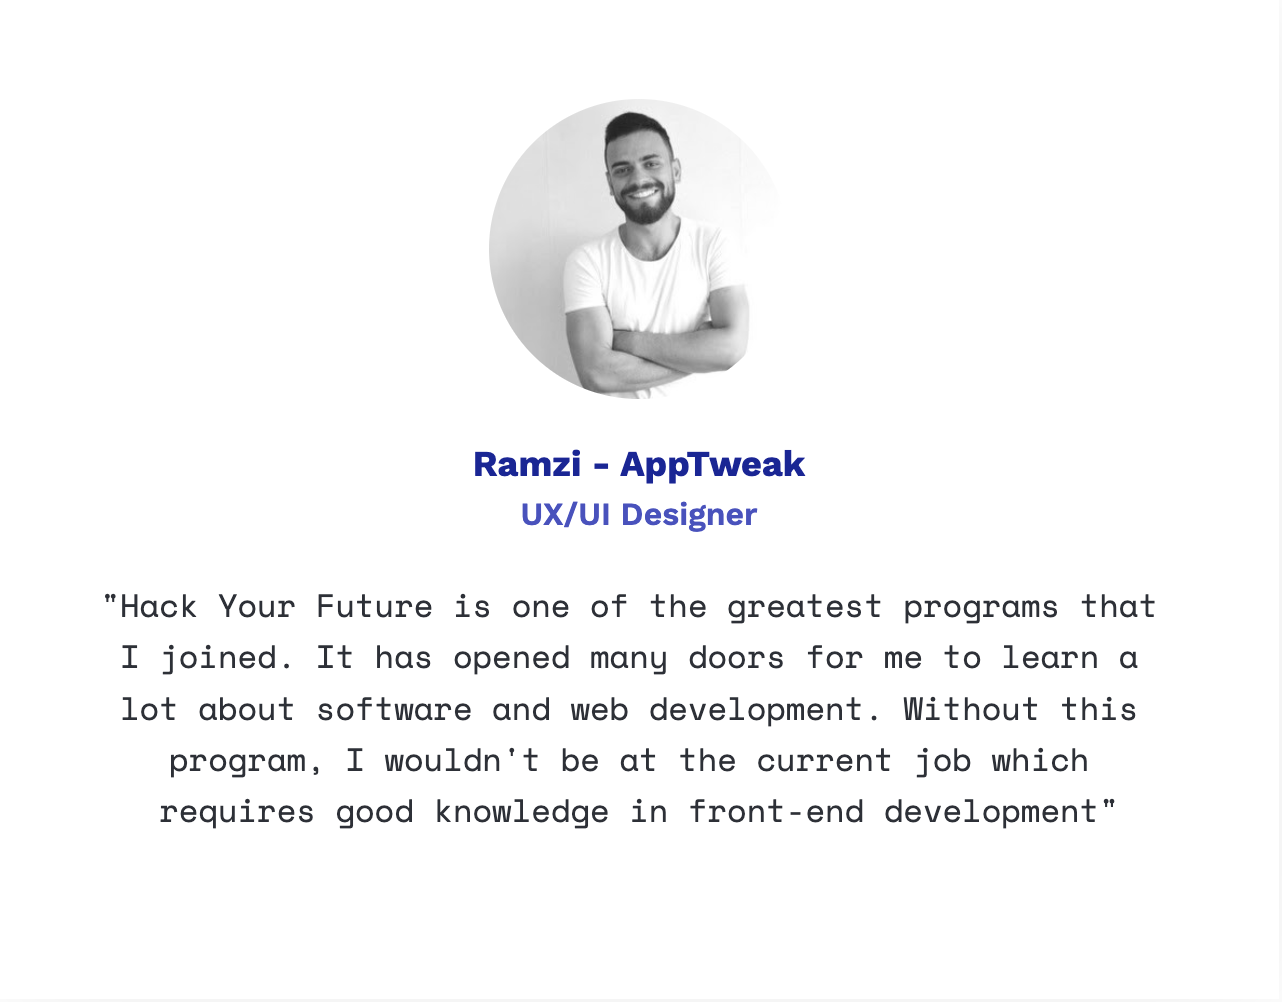 Ramzi - AppTweak
UX/UI Designer
"Hack Your Future is one of the greatest programs that
I joined. It has opened many doors for me to learn a
lot about software and web development. Without this
program, I wouldn't be at the current job which
requires good knowledge in front-end development"